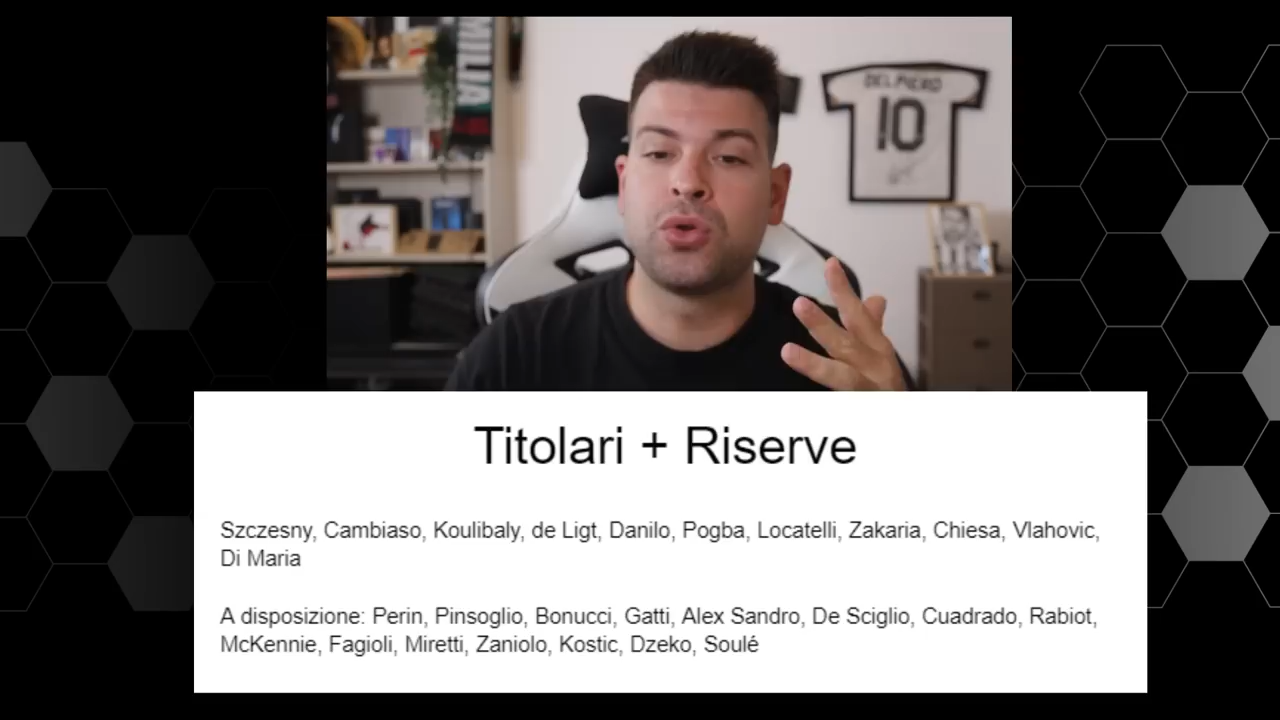 MILIA
DEL PIERO
10
Titolari + Riserve
Szczesny, Cambiaso, Koulibaly, de Ligt, Danilo, Pogba, Locatelli, Zakaria, Chiesa, Vlahovic,
Di Maria
A disposizione: Perin, Pinsoglio, Bonucci, Gatti, Alex Sandro, De Sciglio, Cuadrado, Rabiot,
McKennie, Fagioli, Miretti, Zaniolo, Kostic, Dzeko, Soulé